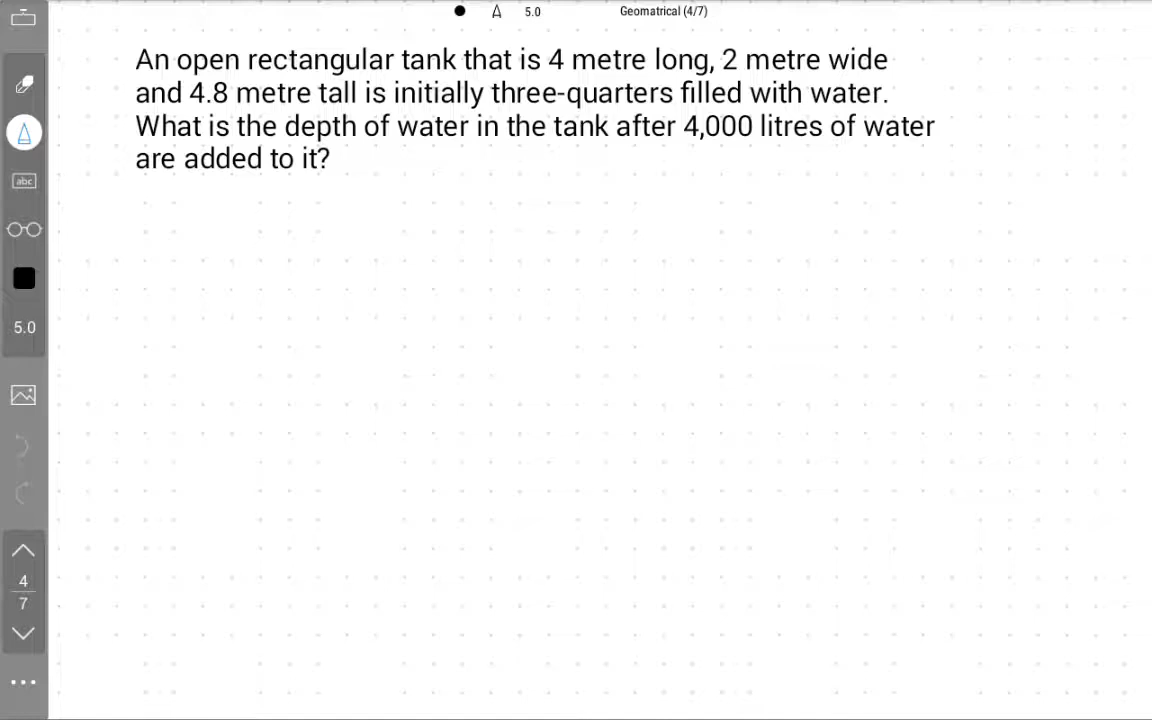 5.0
Geomatrical (4/7)
An open rectangular tank that is 4 metre long, 2 metre wide
and 4.8 metre tall is initially three-quarters filled with water.
What is the depth of water in the tank after 4,000 litres of water
are added to it?
abc
5.0
4
7